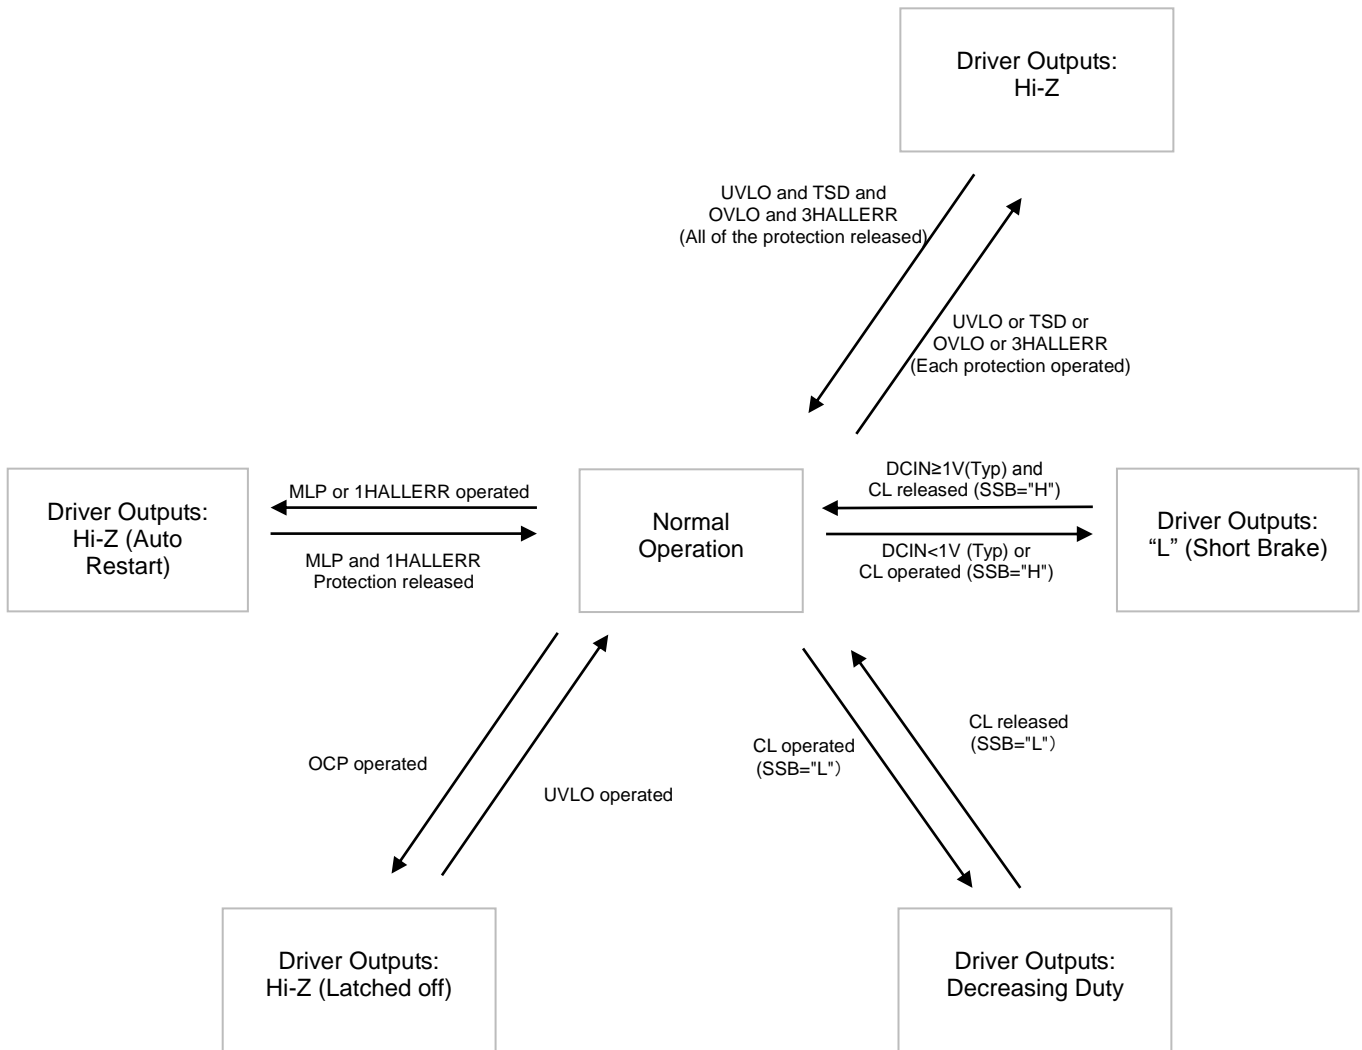 Driver Outputs:
Hi-Z
UVLO and TSD and
OVLO and 3HALLERR
(All of the protection released)
UVLO or TSD or
OVLO or 3HALLERR
(Each protection operated)
Driver Outputs:
Hi-Z (Auto
Restart)
MLP or 1HALLERR operated
MLP and 1HALLERR
Protection released
Normal
Operation
DCIN≥1V(Typ) and
CL released (SSB="H")
DCIN<1V (Typ) or
CL operated (SSB="H")
Driver Outputs:
“L” (Short Brake)
OCP operated
UVLO operated
CL operated
(SSB="L"）
CL released
(SSB="L"）
Driver Outputs:
Hi-Z (Latched off)
Driver Outputs:
Decreasing Duty